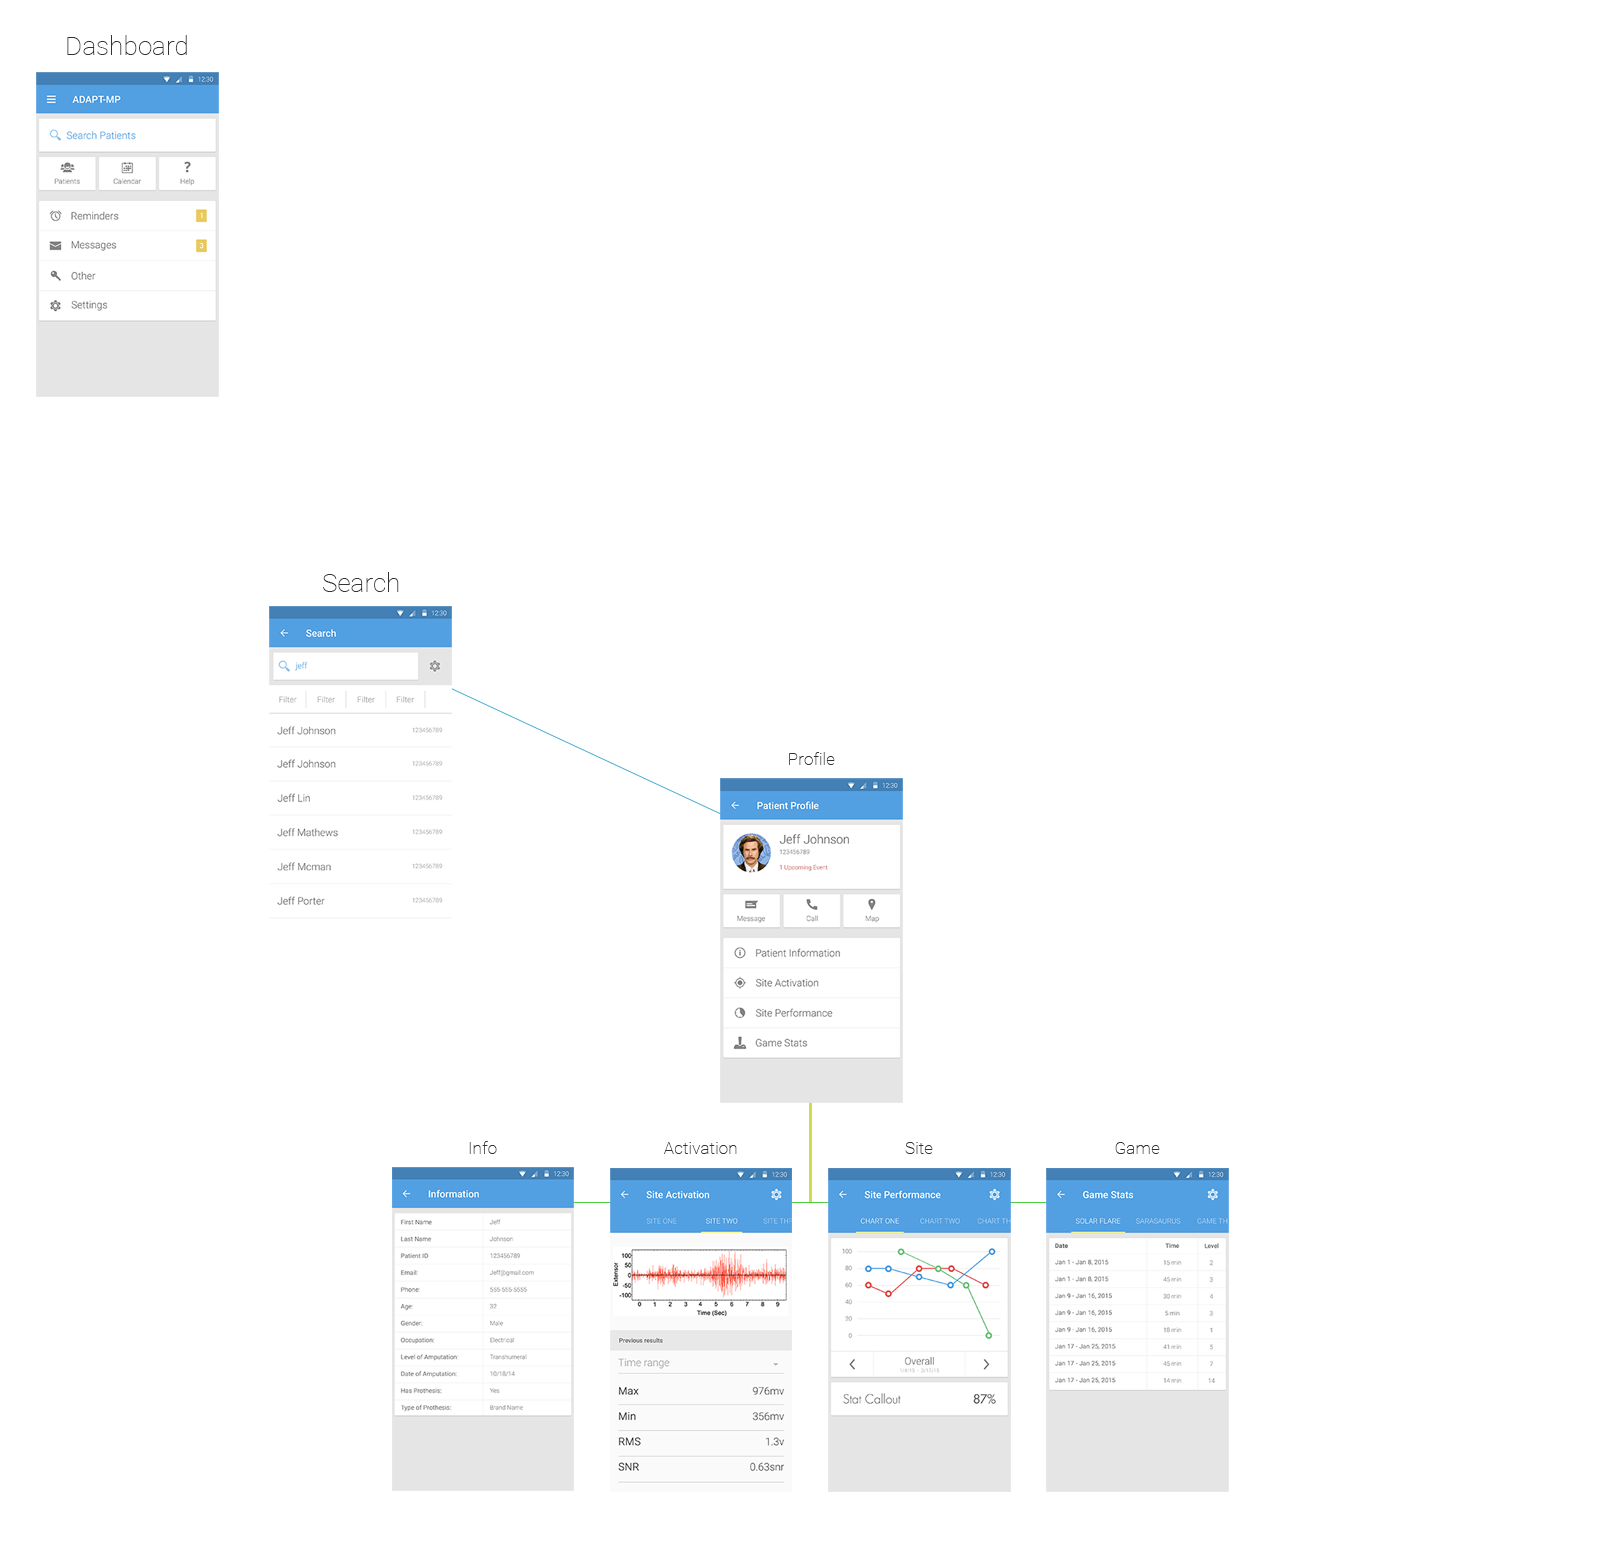 Dashboard
12:30
ADAPT-MP
Search Patients
Patients Calendar Help
Reminders 1
Messages 3
Other
Settings
Search
12:30
Search
jeff
Filter Filter Filter Filter
Jeff Johnson 123456789
Jeff Johnson 123456789
Jeff Lin 123456789
Jeff Mathews 123456789
Jeff Mcman 123456789
Jeff Porter 123456789
Profile
12:30
Patient Profile
Jeff Johnson
123456789
1 Upcoming Event
Message Call Map
Patient Information
Site Activation
Site Performance
Game Stats
Info
12:30
Information
First Name Jeff
Last Name Johnson
Patient ID 123456789
Email: Jeff@gmail.com
Phone: 555-555-5555
Age: 32
Gender: Male
Occupation: Electrical
Level of Amputation: Transhumeral
Date of Amputation: 10/18/14
Has Prothesis: Yes
Type of Prothesis: Brand Name
Activation
12:30
Site Activation
SITE ONE SITE TWO SITE TH
Extensor
100
50
0
-50
-100
0 1 2 3 4 5 6 7 8 9
Time (Sec)
Previous results
Time range
Max 976mv
Min 356mv
RMS 1.3v
SNR 0.63snr
Site
12:30
Site Performance
CHART ONE CHART TWO CHART TH
100
80
60
40
20
0
Overall
Stat Callout 87%
Game
12:30
Game Stats
SOLAR FLARE SARASAURUS GAME TH
Date Time Level
Jan 1 - Jan 8, 2015 15 min 2
Jan 1 - Jan 8, 2015 45 min 3
Jan 9 - Jan 16, 2015 30 min 4
Jan 9 - Jan 16, 2015 5 min 3
Jan 9 - Jan 16, 2015 18 min 1
Jan 17 - Jan 25, 2015 41 min 5
Jan 17 - Jan 25, 2015 45 min 7
Jan 17 - Jan 25, 2015 14 min 14